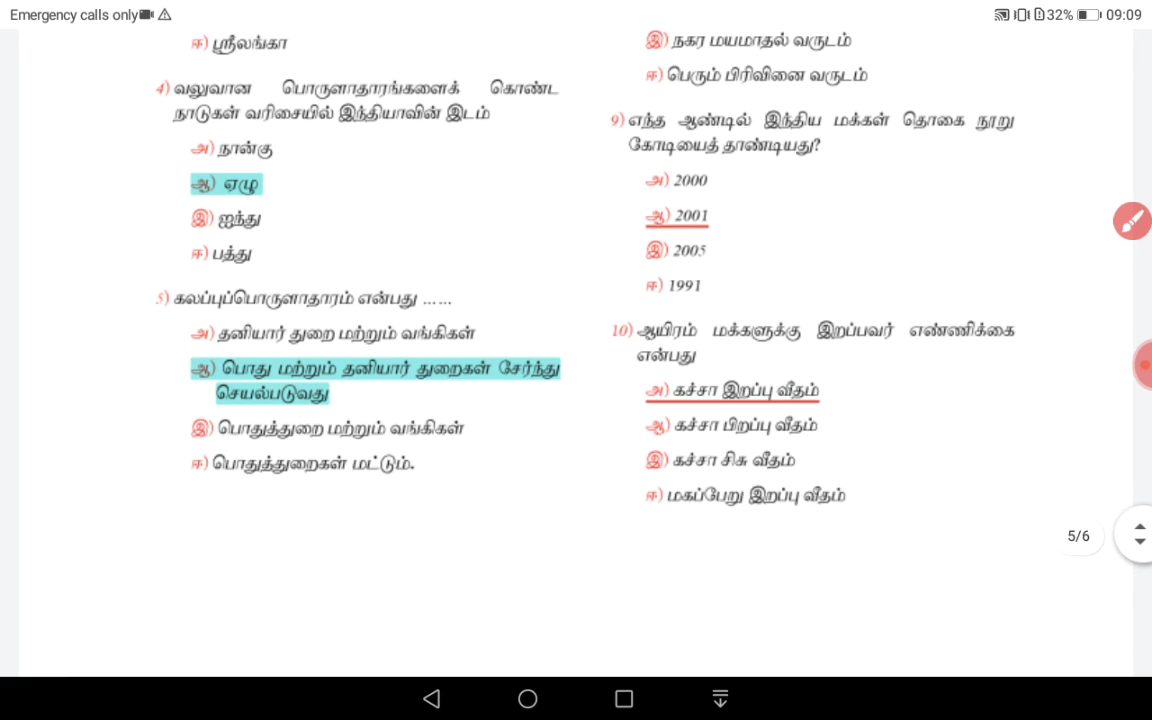 Emergency calls only
32% 09:09
ஈ) ஸ்ரீலங்கா
4) வலுவான பொருளாதாரங்களைக் கொண்ட
நாடுகள் வரிசையில் இந்தியாவின் இடம்
அ) நான்கு
ஆ) ஏழு
இ) ஐந்து
ஈ) பத்து
5) கலப்புப்பொருளாதாரம் என்பது ......
அ) தனியார் துறை மற்றும் வங்கிகள்
ஆ) பொது மற்றும் தனியார் துறைகள் சேர்ந்து
செயல்படுவது
இ) பொதுத்துறை மற்றும் வங்கிகள்
ஈ) பொதுத்துறைகள் மட்டும்.
இ) நகர மயமாதல் வருடம்
ஈ) பெரும் பிரிவினை வருடம்
9) எந்த ஆண்டில் இந்திய மக்கள் தொகை நூறு
கோடியைத் தாண்டியது?
அ) 2000
ஆ) 2001
இ) 2005
ஈ) 1991
10) ஆயிரம் மக்களுக்கு இறப்பவர் எண்ணிக்கை
என்பது
அ) கச்சா இறப்பு வீதம்
ஆ) கச்சா பிறப்பு வீதம்
இ) கச்சா சிசு வீதம்
ஈ) மகப்பேறு இறப்பு வீதம்
5/6